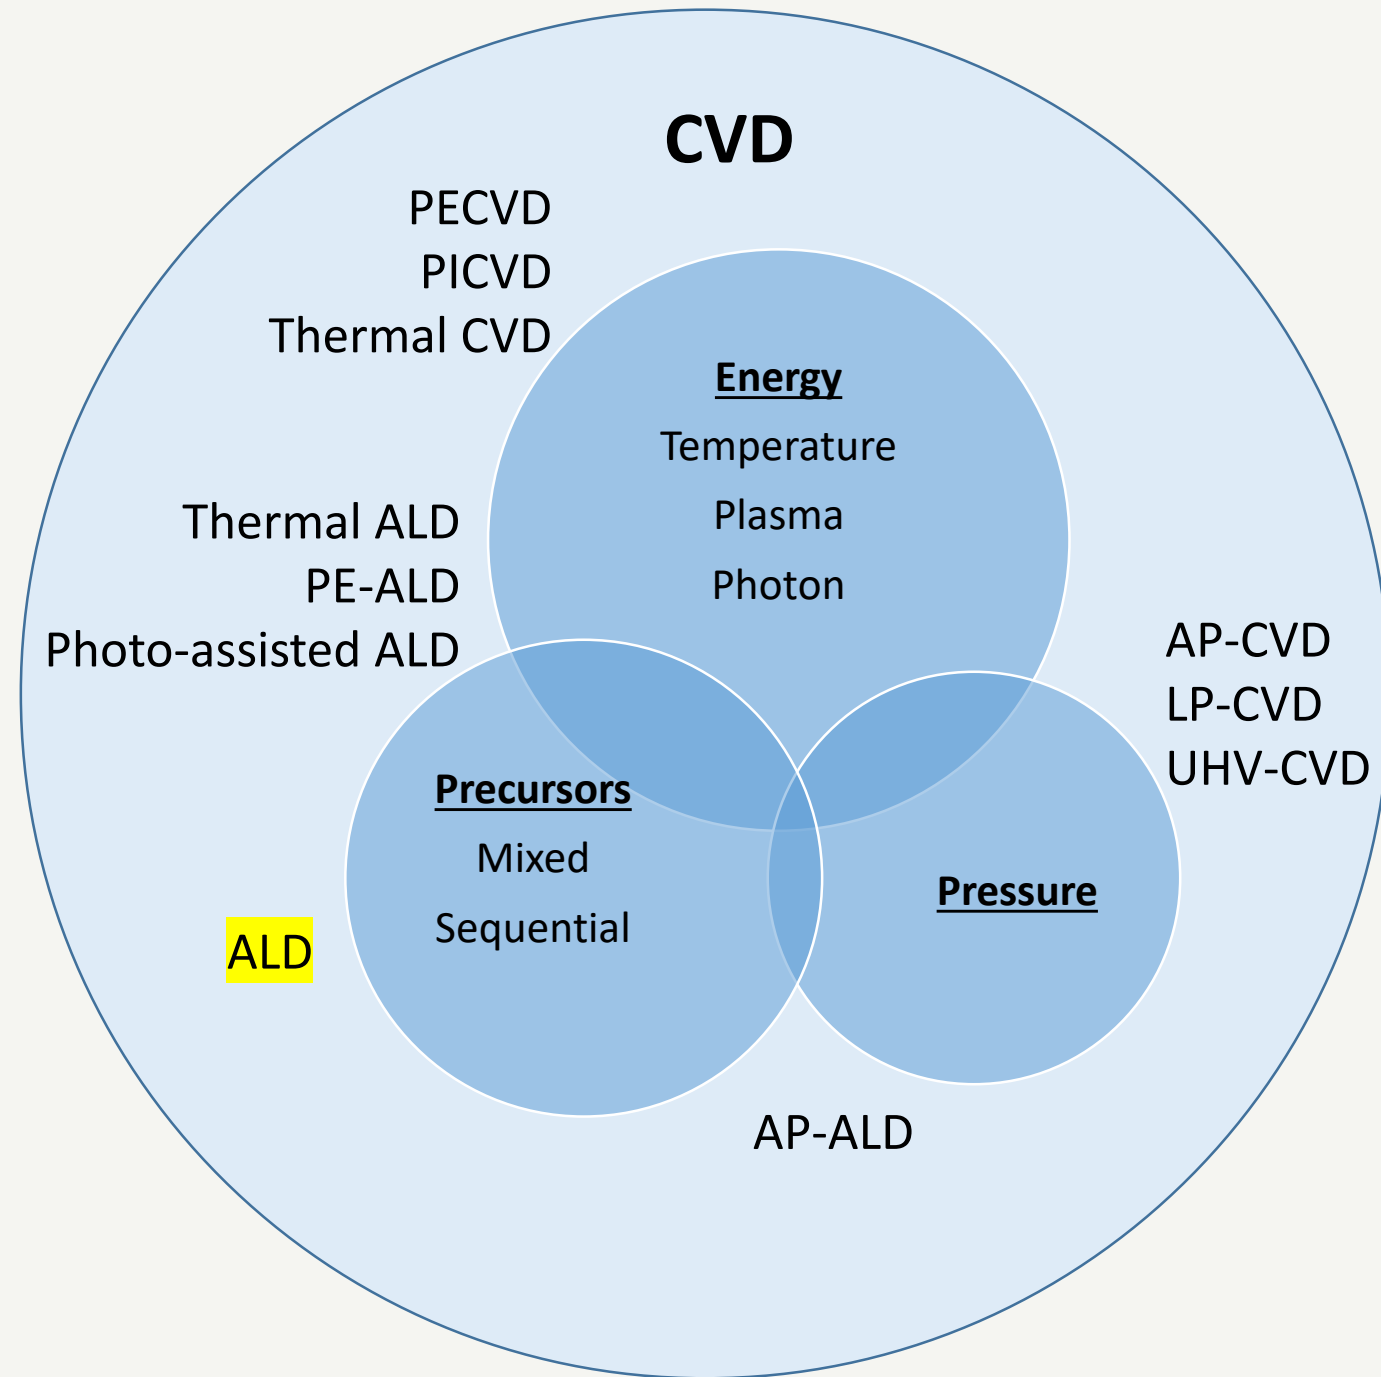 CVD
PECVD
PICVD
Thermal CVD
Energy
Temperature
Plasma
Photon
Thermal ALD
PE-ALD
Photo-assisted ALD
AP-CVD
LP-CVD
UHV-CVD
Precursors
Mixed
Sequential
Pressure
ALD
AP-ALD